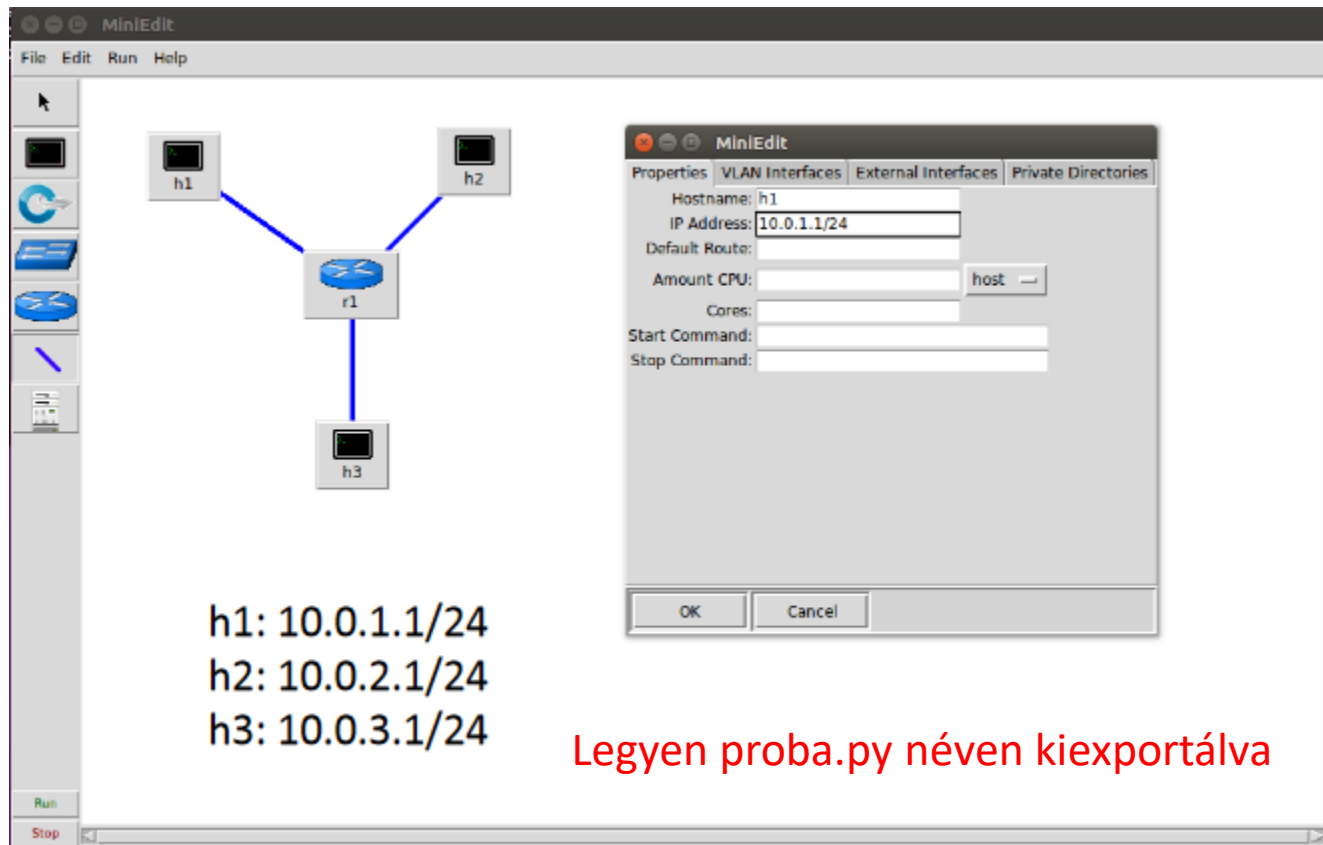 MiniEdit
File Edit Run Help
h1
h2
r1
h3
MiniEdit
Properties VLAN Interfaces External Interfaces Private Directories
Hostname: h1
IP Address: 10.0.1.1/24
Default Route:
Amount CPU: host
Cores:
Start Command:
Stop Command:
OK Cancel
h1: 10.0.1.1/24
h2: 10.0.2.1/24
h3: 10.0.3.1/24
Legyen proba.py néven kiexportálva
Run
Stop